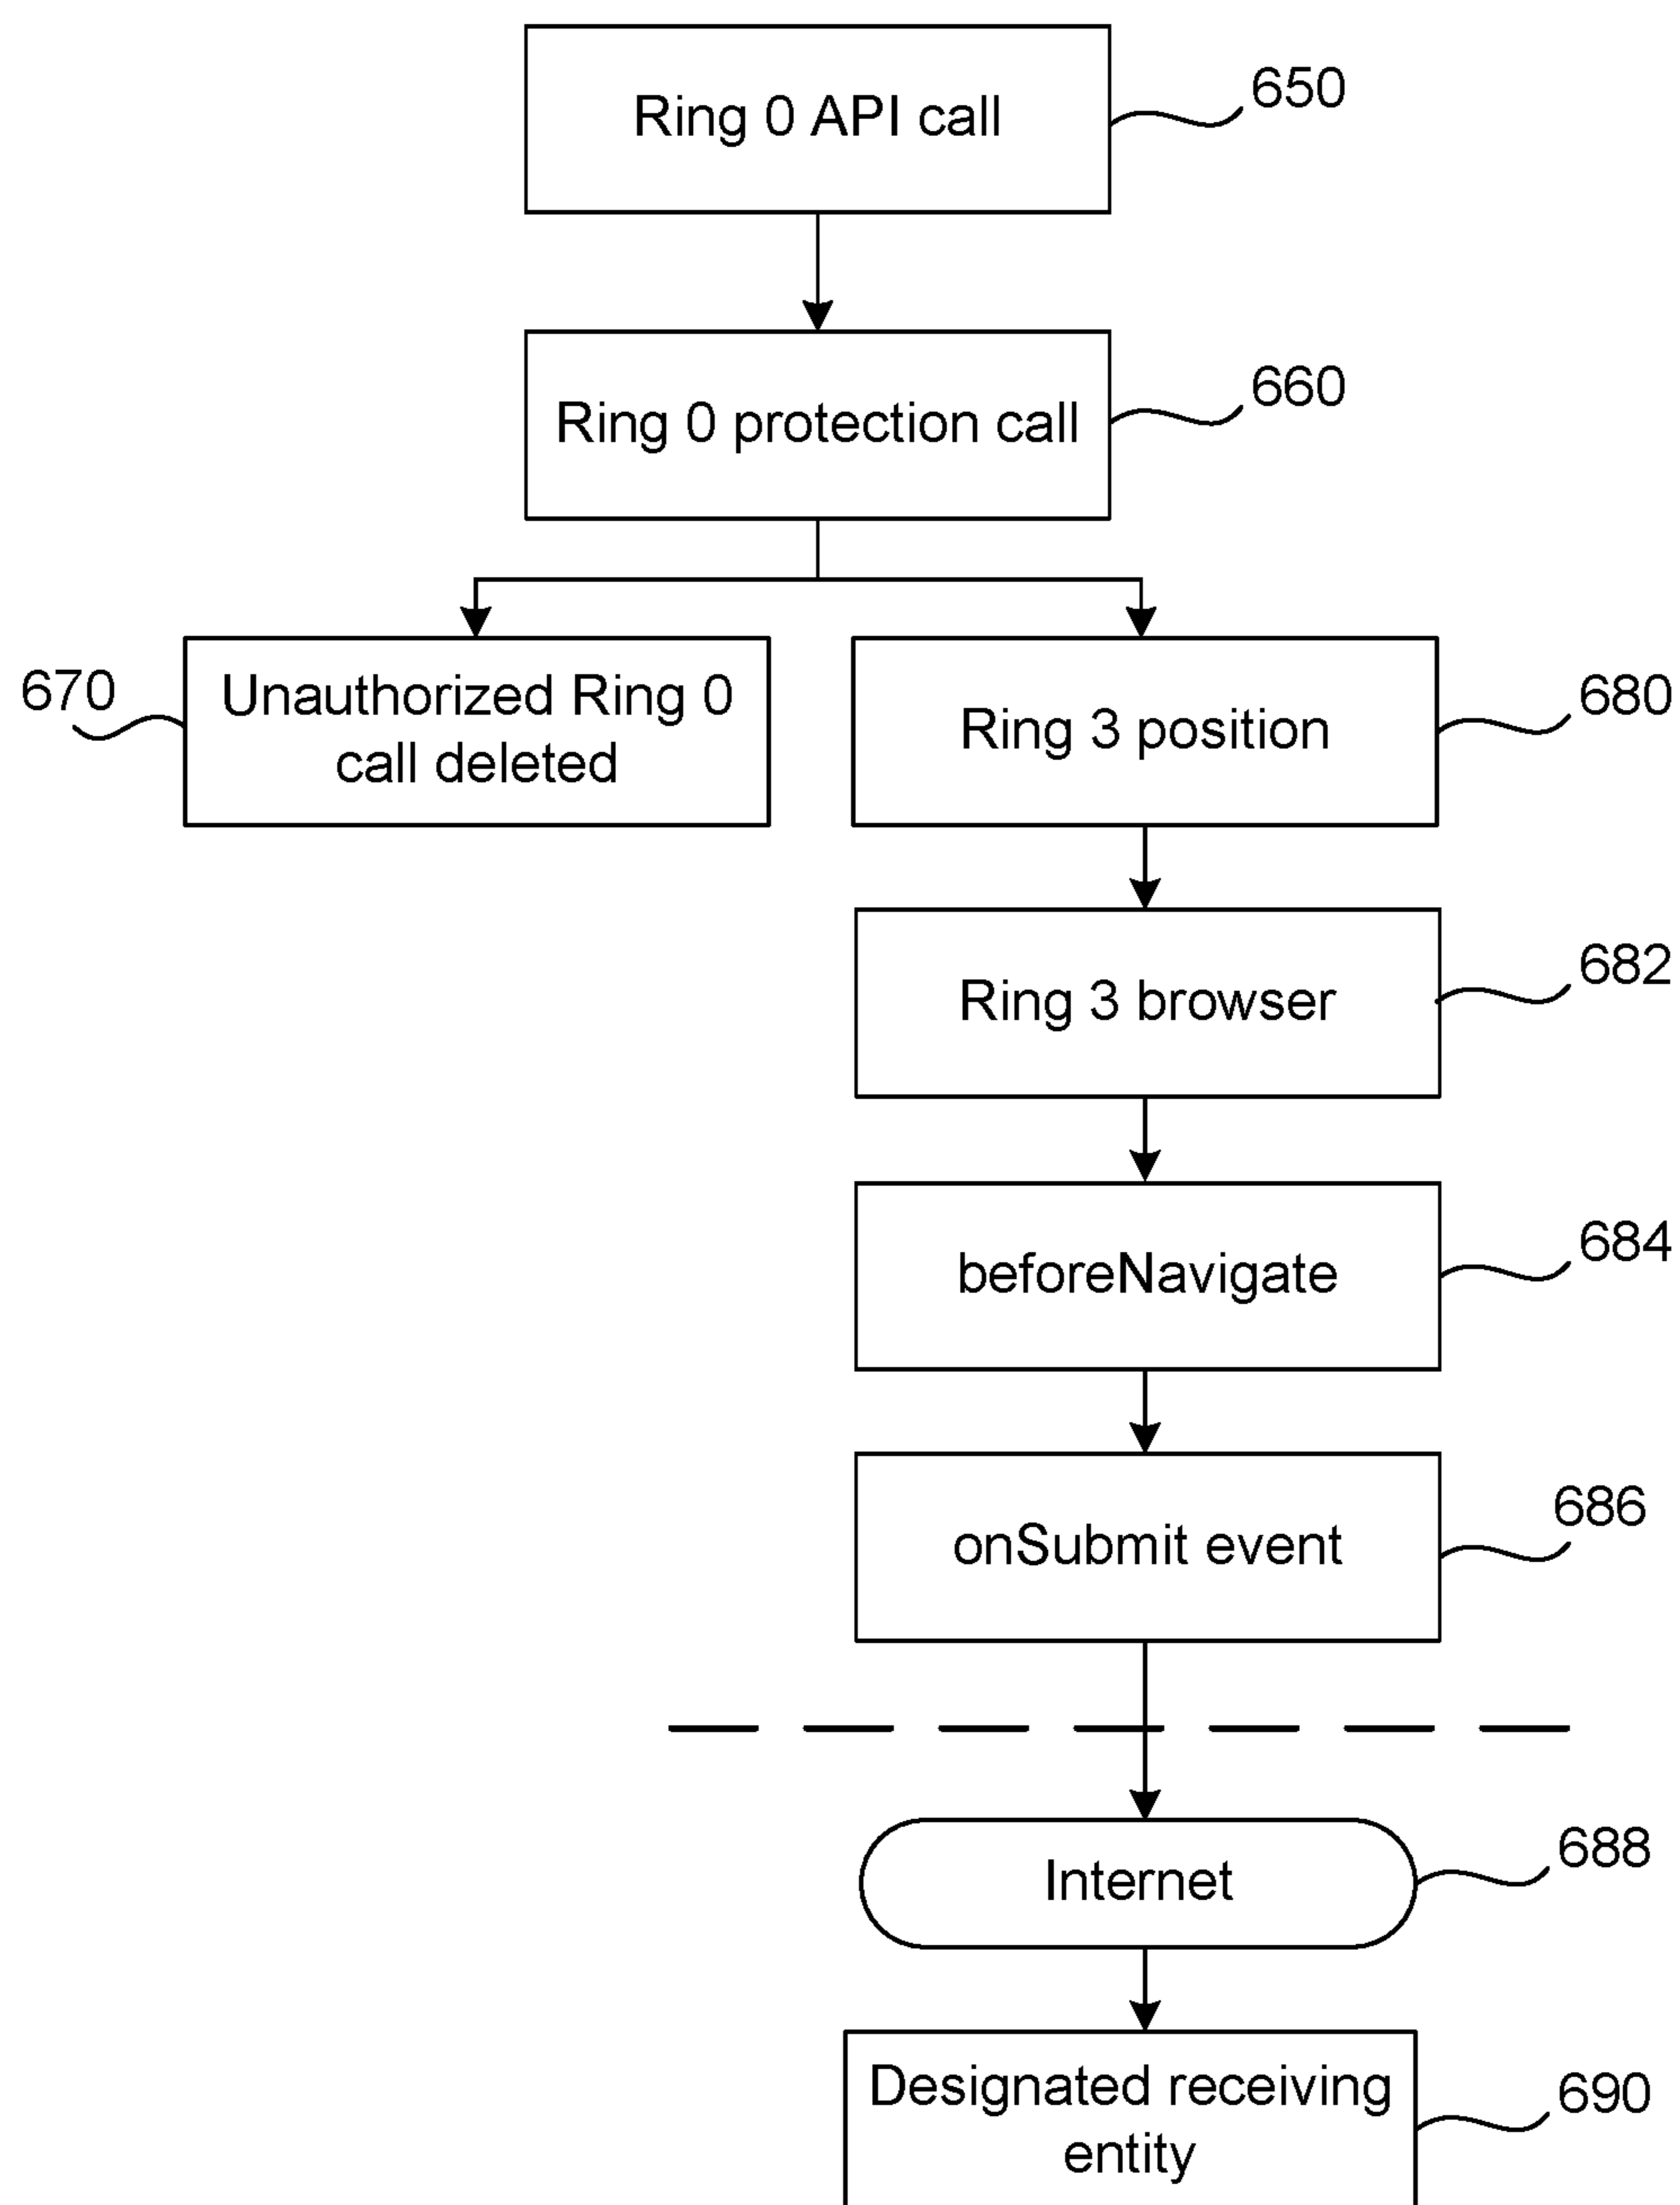 Ring 0 API call
650
Ring 0 protection call
660
670
Unauthorized Ring 0
call deleted
Ring 3 position
680
Ring 3 browser
682
beforeNavigate
684
onSubmit event
686
Internet
688
Designated receiving
entity
690